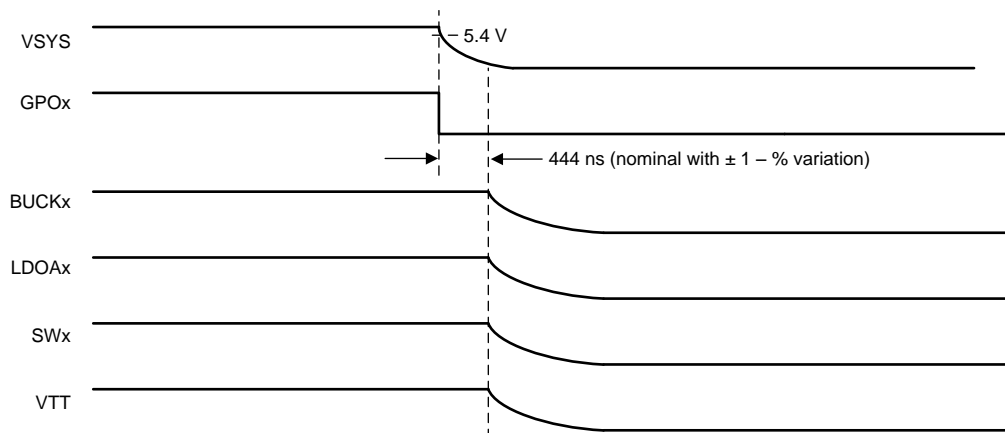 VSYS
5.4 V
GPOx
444 ns (nominal with ± 1 – % variation)
BUCKx
LDOAx
SWx
VTT